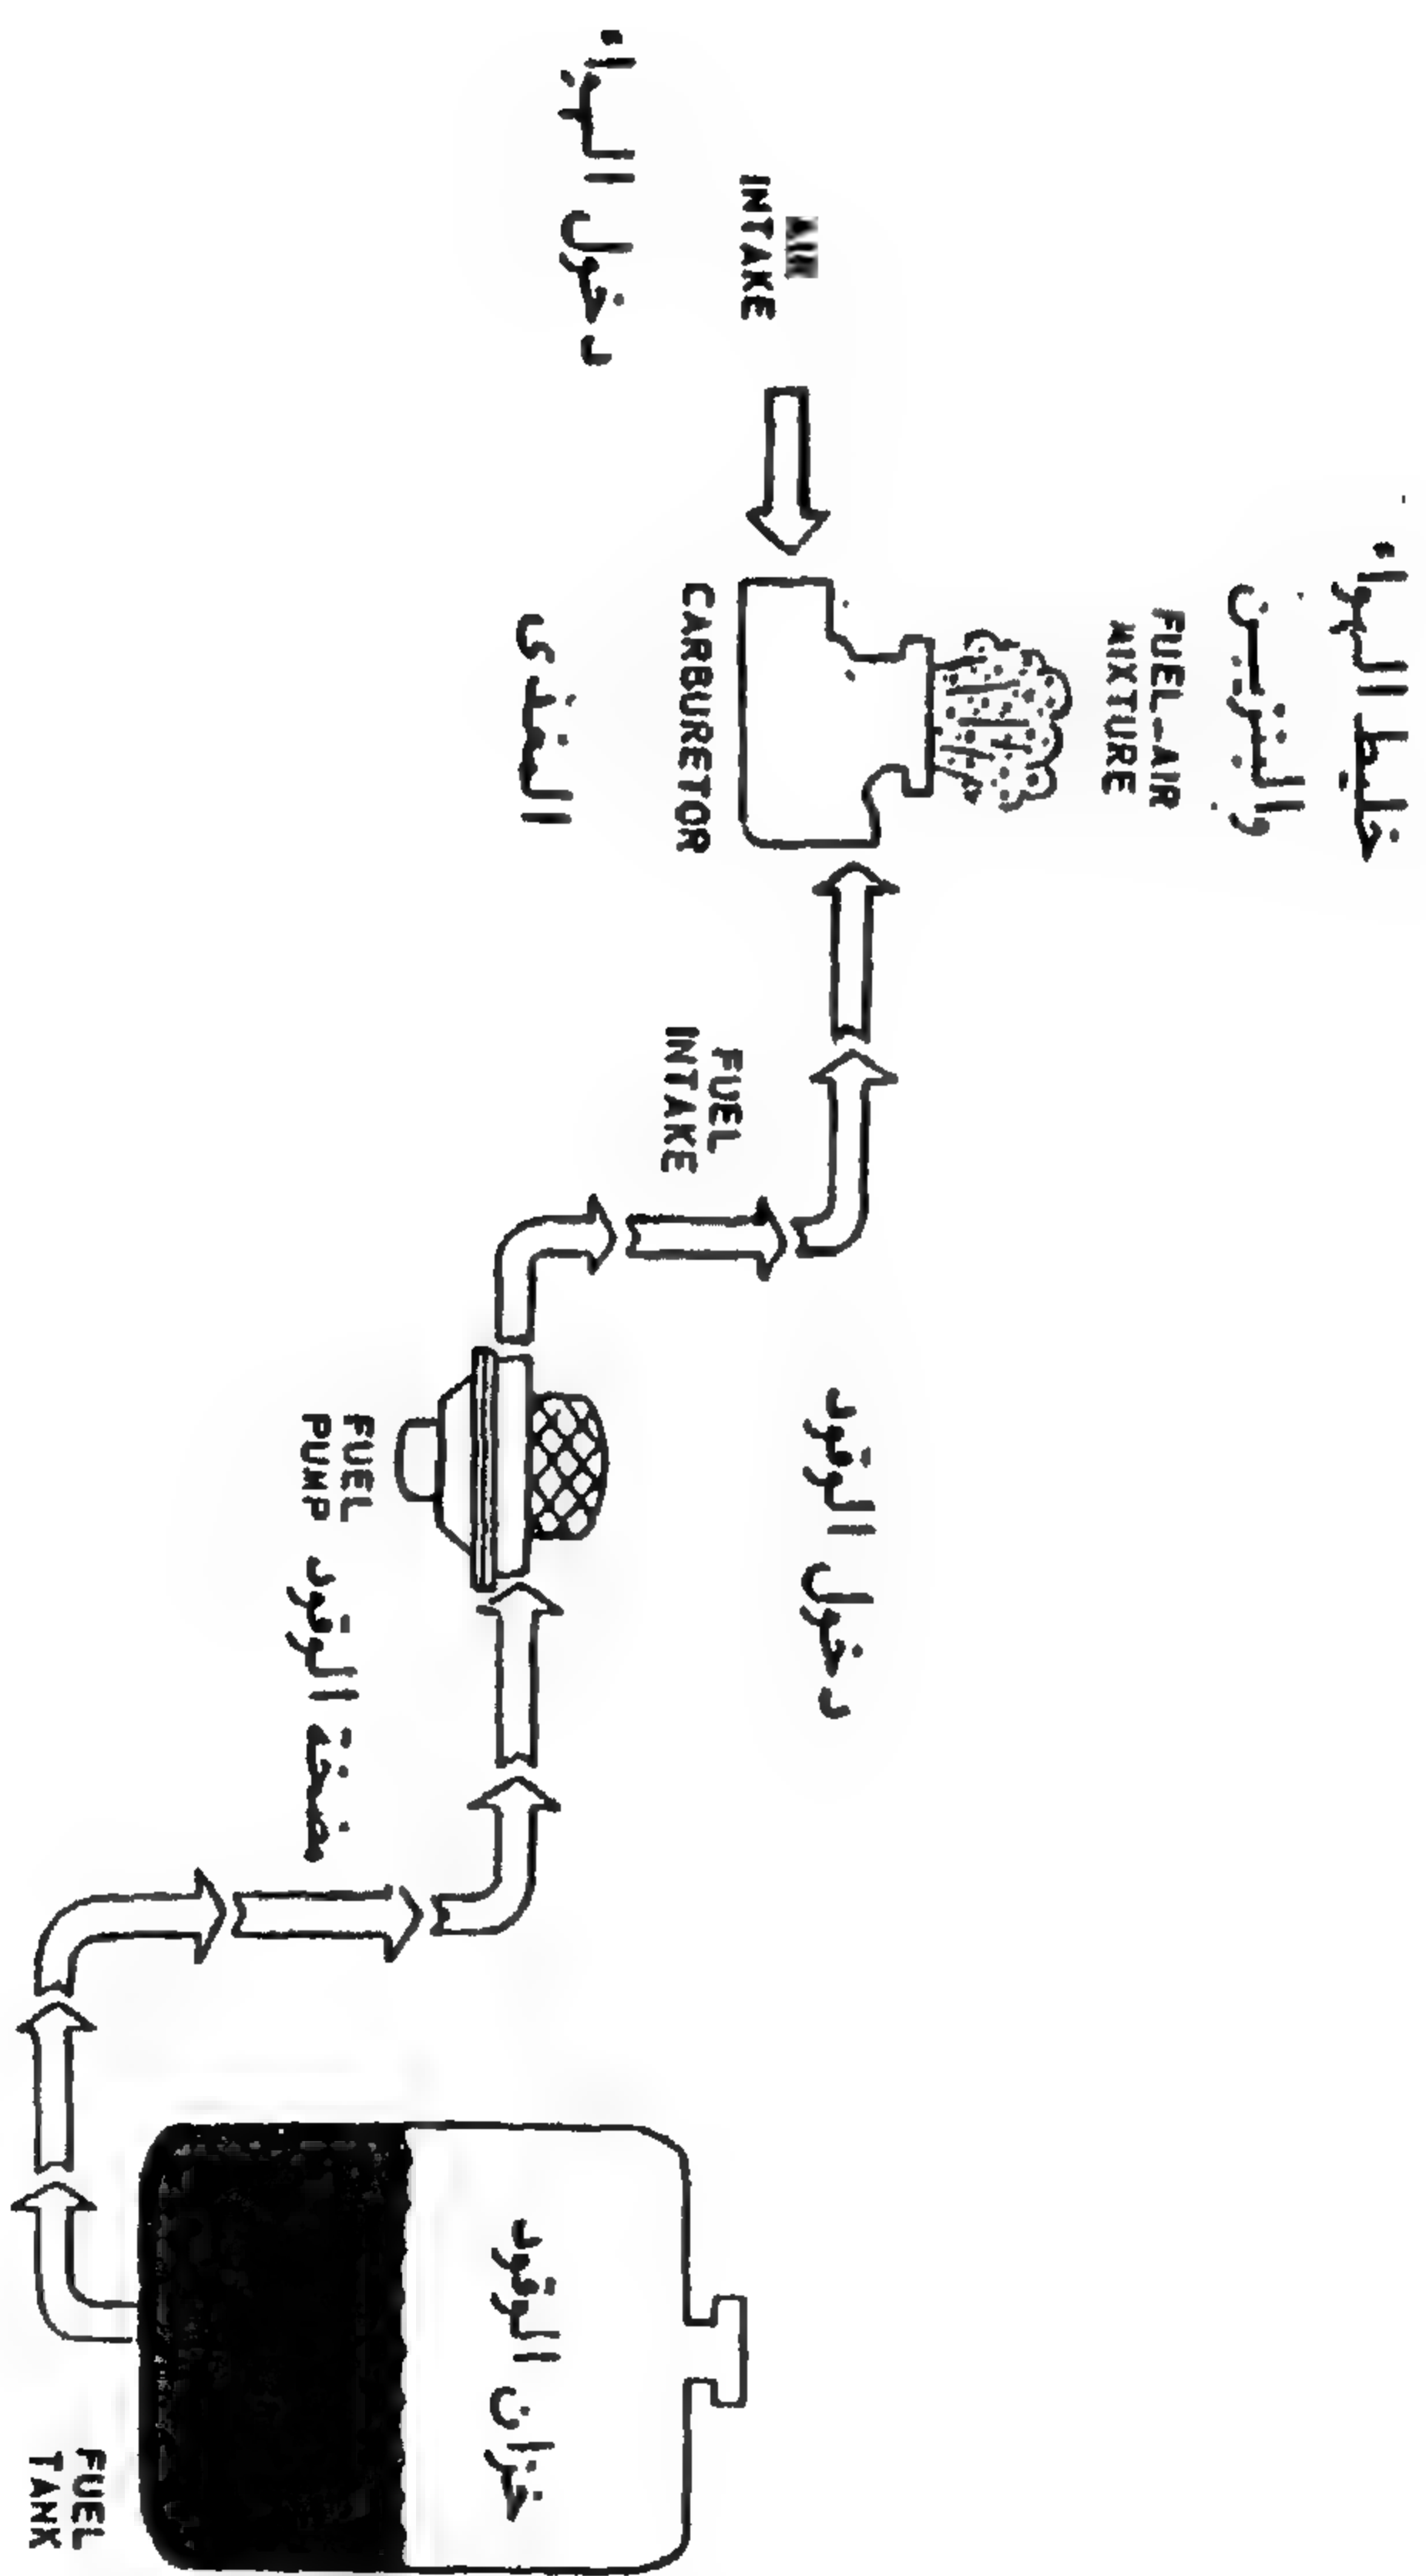 خليط الهواء
والبنزين
FUEL-AIR
MIXTURE
AIR
INTAKE
دخول الهواء
CARBURETOR
المغذى
FUEL
INTAKE
دخول الوقود
FUEL
PUMP
مضخة الوقود
خزان الوقود
FUEL
TANK